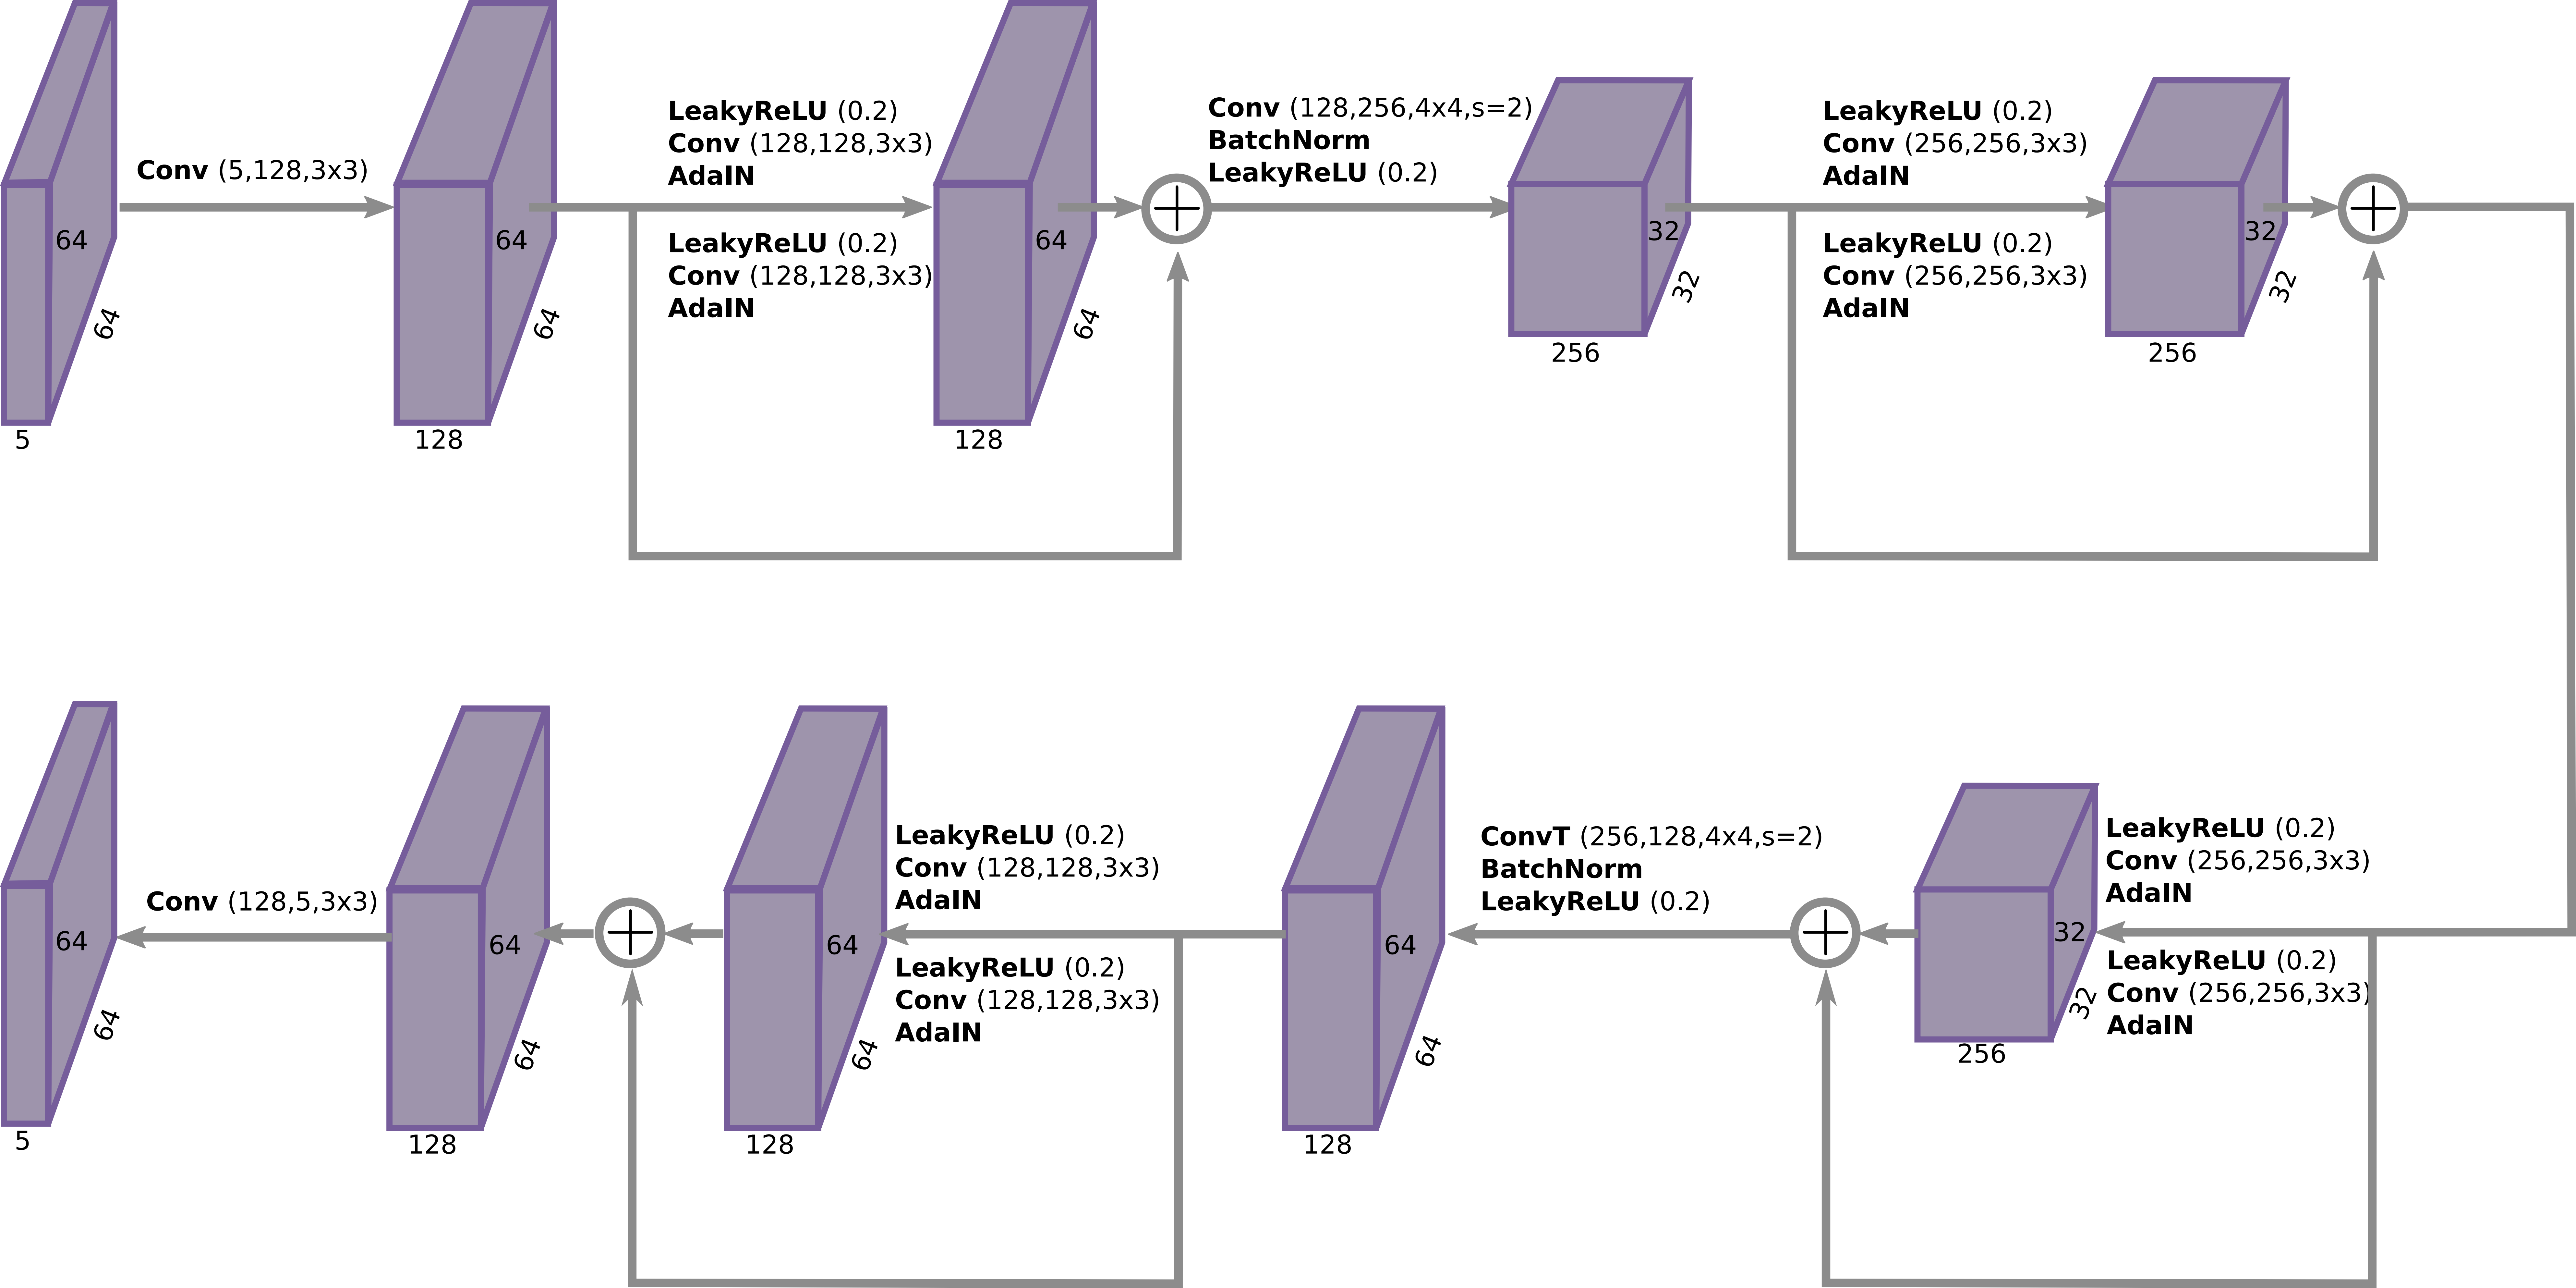 Conv (5,128,3x3)
64
64
5
64
64
128
LeakyReLU (0.2)
Conv (128,128,3x3)
AdaIN
LeakyReLU (0.2)
Conv (128,128,3x3)
AdaIN
64
64
128
Conv (128,256,4x4,s=2)
BatchNorm
LeakyReLU (0.2)
32
32
256
LeakyReLU (0.2)
Conv (256,256,3x3)
AdaIN
LeakyReLU (0.2)
Conv (256,256,3x3)
AdaIN
32
32
256
LeakyReLU (0.2)
Conv (256,256,3x3)
AdaIN
LeakyReLU (0.2)
Conv (256,256,3x3)
AdaIN
32
32
256
ConvT (256,128,4x4,s=2)
BatchNorm
LeakyReLU (0.2)
64
64
128
LeakyReLU (0.2)
Conv (128,128,3x3)
AdaIN
LeakyReLU (0.2)
Conv (128,128,3x3)
AdaIN
64
64
128
64
64
128
Conv (128,5,3x3)
64
64
5